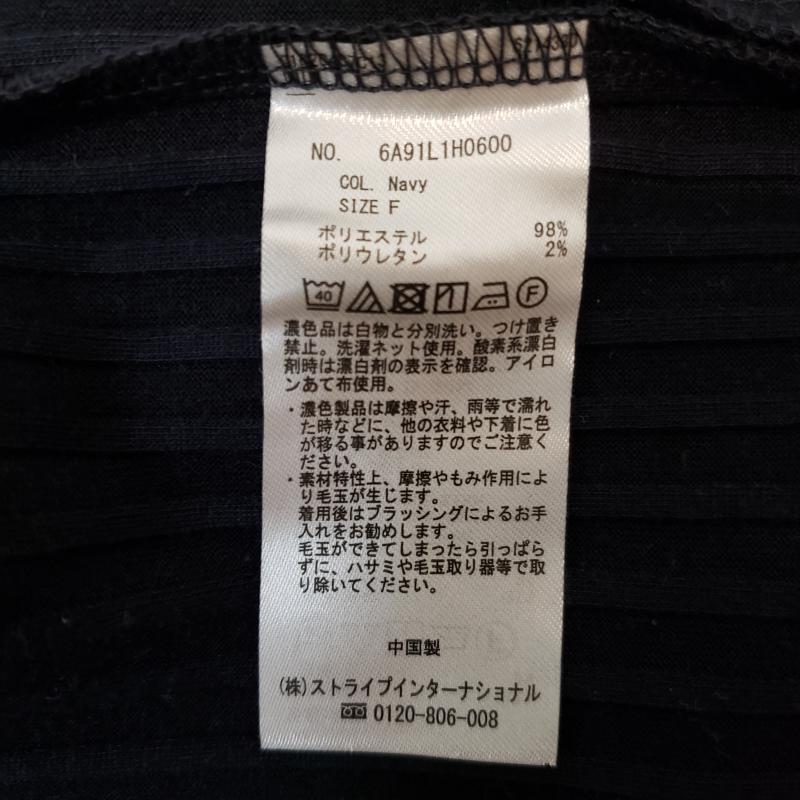 NO. 6A91L1H0600
COL. Navy
SIZE F
ポリエステル 98%
ポリウレタン 2%
40 F
濃色品は白物と分別洗い。つけ置き
禁止。洗濯ネット使用。酸素系漂白
剤時は漂白剤の表示を確認。アイロ
ンあて布使用。
・濃色製品は摩擦や汗、雨等で濡れ
た時などに、他の衣料や下着に色
が移る事がありますのでご注意く
ださい。
・素材特性上、摩擦やもみ作用によ
り毛玉が生じます。
着用後はブラッシングによるお手
入れをお勧めします。
毛玉ができてしまったら引っぱら
ずに、ハサミや毛玉取り器等で取
り除いてください。
中国製
(株)ストライプインターナショナル
0120-806-008